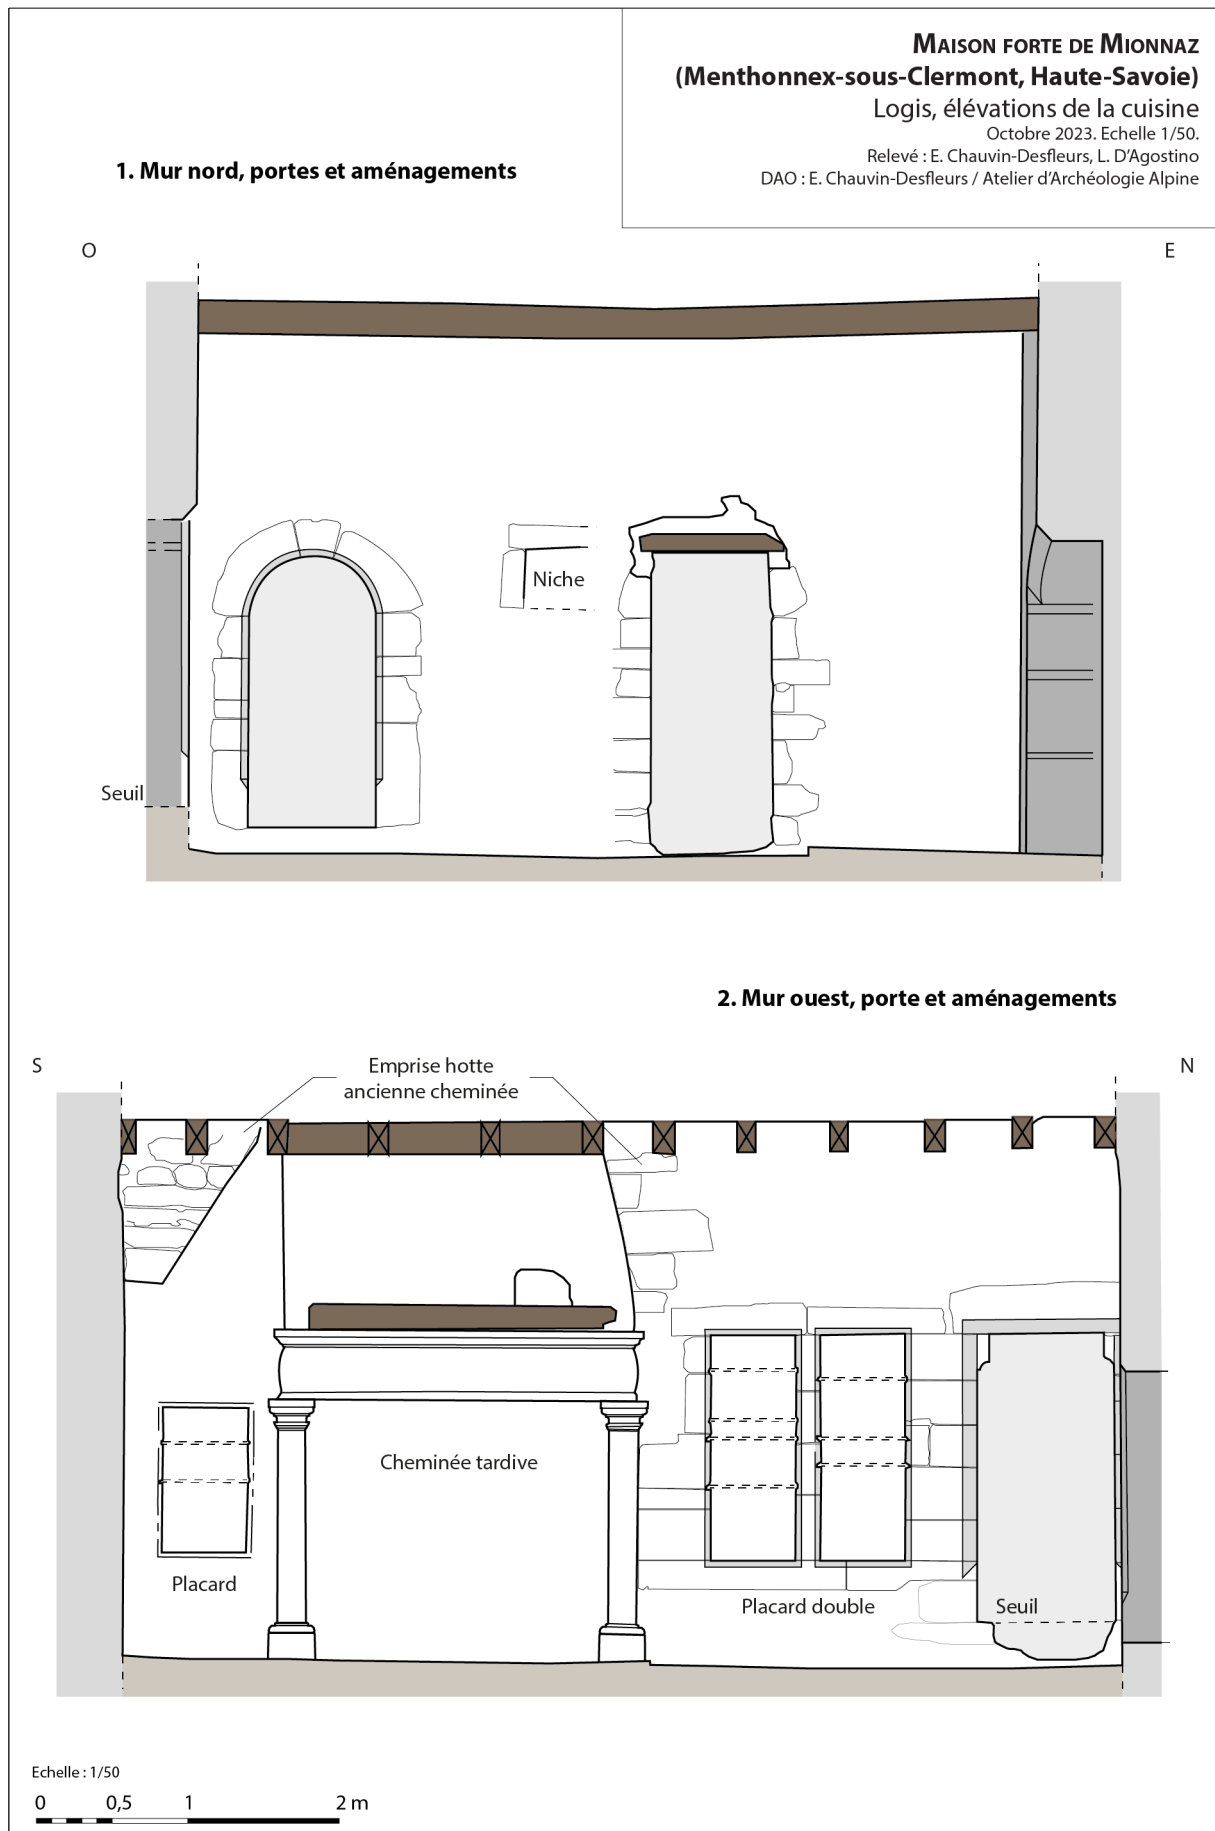 MAISON FORTE DE MIONNAZ
(Menthonnex-sous-Clermont, Haute-Savoie)
Logis, élévations de la cuisine
Octobre 2023. Echelle 1/50.
Relevé : E. Chauvin-Desfleurs, L. D'Agostino
DAO : E. Chauvin-Desfleurs / Atelier d'Archéologie Alpine
1. Mur nord, portes et aménagements
O
E
Niche
Seuil
2. Mur ouest, porte et aménagements
S
N
Emprise hotte
ancienne cheminée
Cheminée tardive
Placard
Placard double
Seuil
Echelle : 1/50
0 0,5 1 2 m